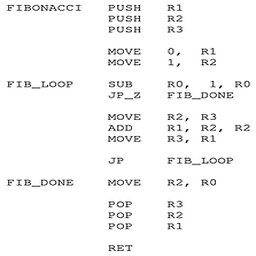 FIBONACCI PUSH R1
PUSH R2
PUSH R3
MOVE 0, R1
MOVE 1, R2
FIB_LOOP SUB R0, 1, R0
JP_Z FIB_DONE
MOVE R2, R3
ADD R1, R2, R2
MOVE R3, R1
JP FIB_LOOP
FIB_DONE MOVE R2, R0
POP R3
POP R2
POP R1
RET